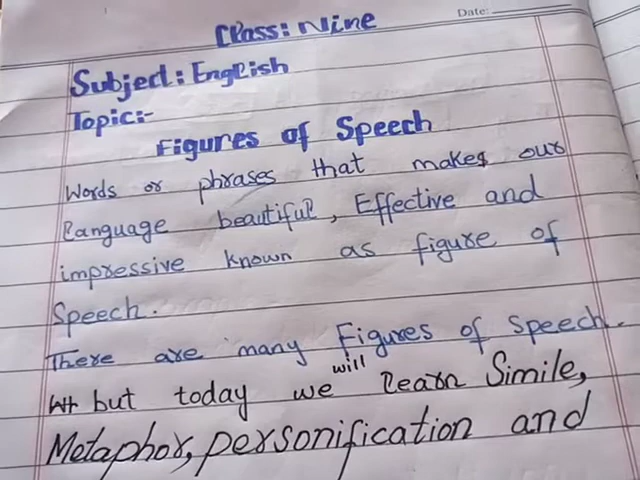 Date:
Class: Nine
Subject: English
Topic:-
Figures of Speech
Words or phrases that makes our
language beautiful, Effective and
impressive known as figure of
Speech.
There are many Figures of Speech.
but today we will learn Simile,
Metaphor, personification and